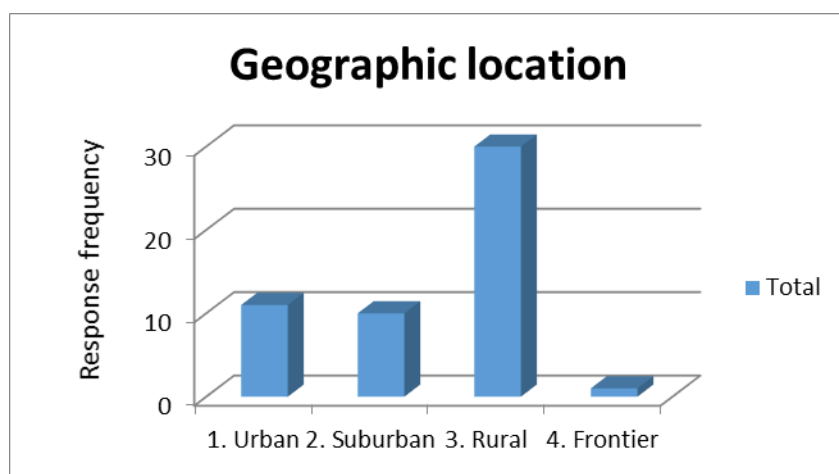 Geographic location
Response frequency
30
20
10
0
1. Urban 2. Suburban 3. Rural 4. Frontier
Total